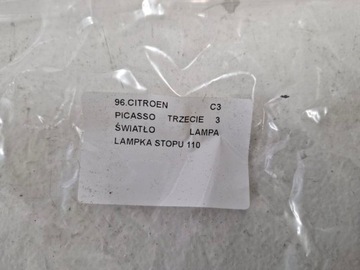 96.CITROEN C3
PICASSO TRZECIE 3
ŚWIATŁO LAMPA
LAMPKA STOPU 110